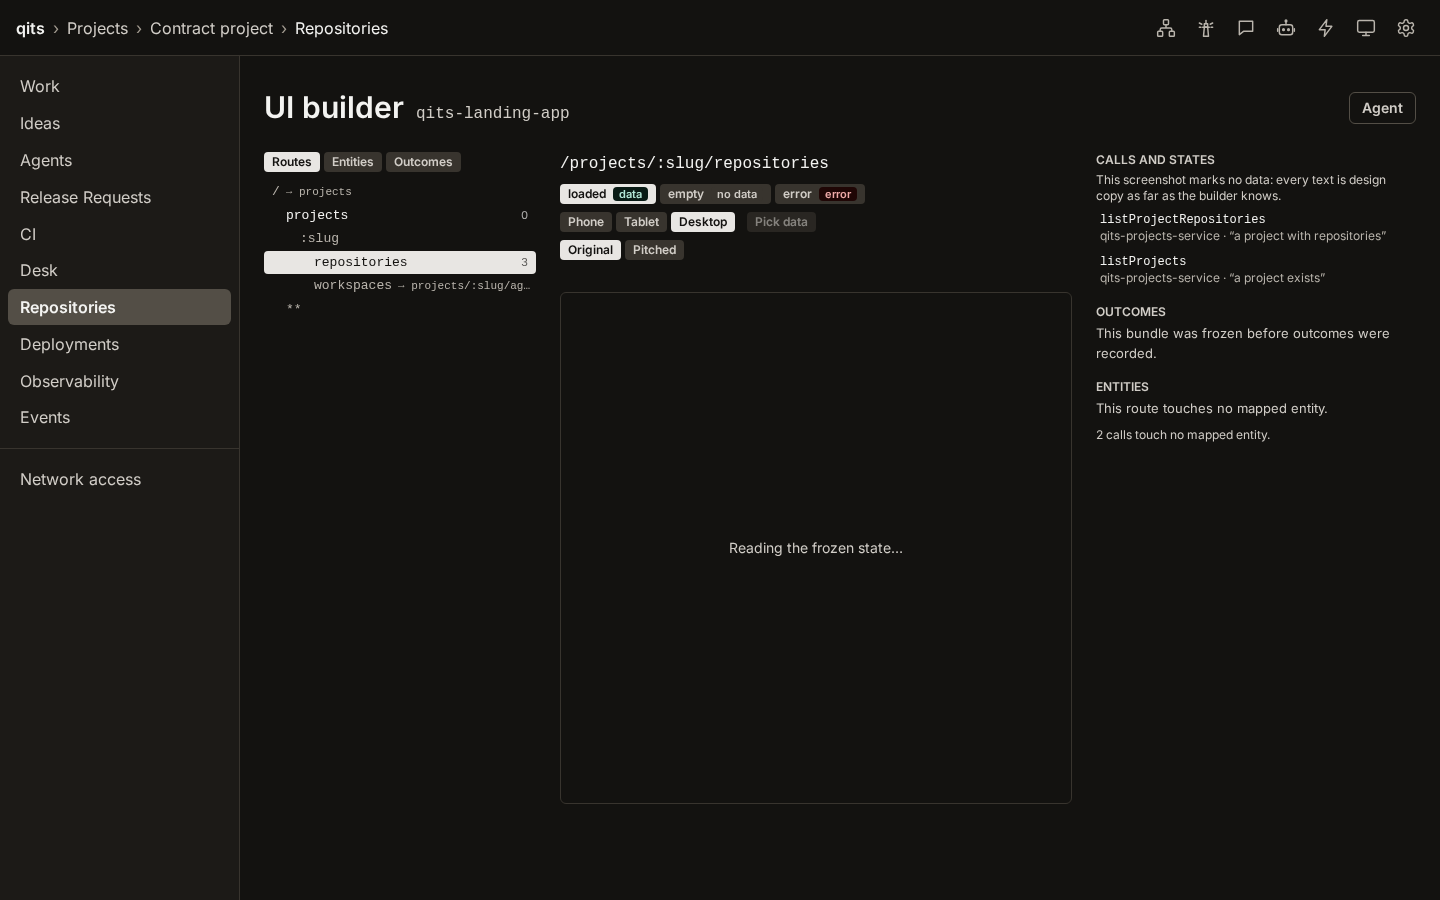 qits › Projects › Contract project › Repositories
Work
Ideas
Agents
Release Requests
CI
Desk
Repositories
Deployments
Observability
Events
Network access
UI builder qits-landing-app
Agent
Routes Entities Outcomes
/ → projects
projects 0
:slug
repositories 3
workspaces → projects/:slug/ag…
**
/projects/:slug/repositories
loaded data empty no data error error
Phone Tablet Desktop Pick data
Original Pitched
Reading the frozen state…
CALLS AND STATES
This screenshot marks no data: every text is design
copy as far as the builder knows.
listProjectRepositories
qits-projects-service · “a project with repositories”
listProjects
qits-projects-service · “a project exists”
OUTCOMES
This bundle was frozen before outcomes were
recorded.
ENTITIES
This route touches no mapped entity.
2 calls touch no mapped entity.